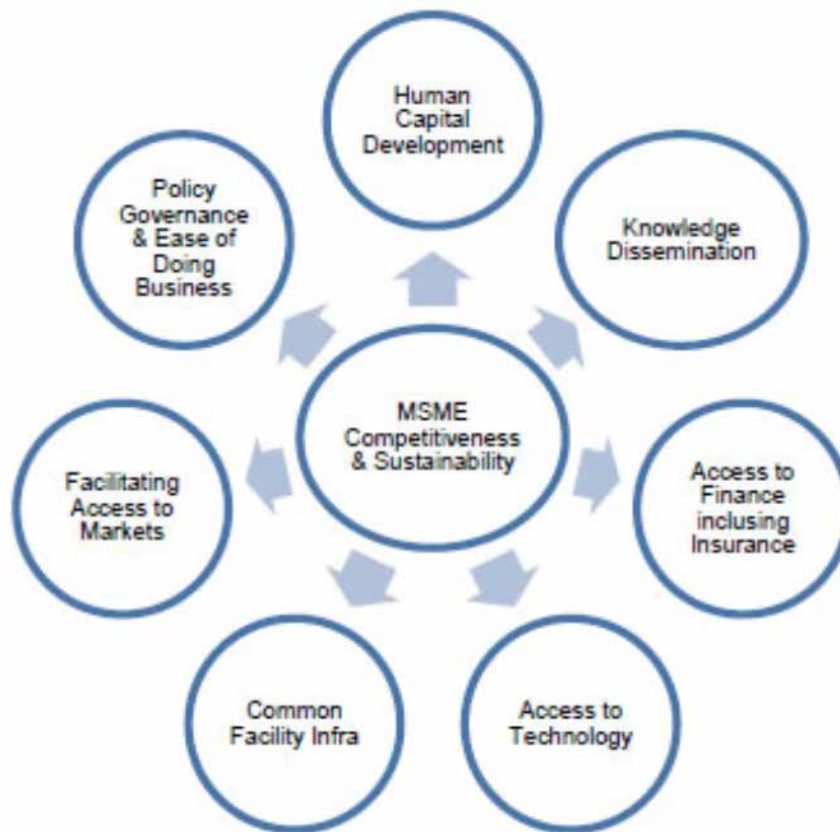 Human
Capital
Development
Knowledge
Dissemination
Access to
Finance
inclusing
Insurance
Access to
Technology
Common
Facility Infra
Facilitating
Access to
Markets
Policy
Governance
& Ease of
Doing
Business
MSME
Competitiveness
& Sustainability